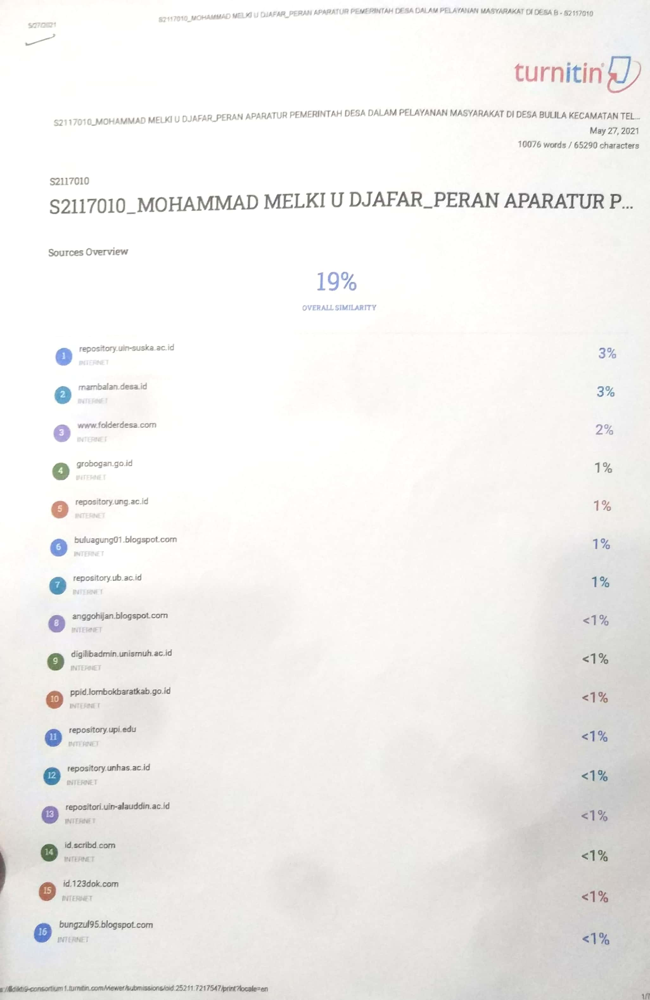 5/27/2021
S2117010_MOHAMMAD MELKI U DJAFAR_PERAN APARATUR PEMERINTAH DESA DALAM PELAYANAN MASYARAKAT DI DESA B - S2117010
turnitin
S2117010_MOHAMMAD MELKI U DJAFAR_PERAN APARATUR PEMERINTAH DESA DALAM PELAYANAN MASYARAKAT DI DESA BULILA KECAMATAN TEL...
May 27, 2021
10076 words / 65290 characters
S2117010
S2117010_MOHAMMAD MELKI U DJAFAR_PERAN APARATUR P...
Sources Overview
19%
OVERALL SIMILARITY
1 repository.uin-suska.ac.id 3%
INTERNET
2 mambalan.desa.id 3%
INTERNET
3 www.folderdesa.com 2%
INTERNET
4 grobogan.go.id 1%
INTERNET
5 repository.ung.ac.id 1%
INTERNET
6 buluagung01.blogspot.com 1%
INTERNET
7 repository.ub.ac.id 1%
INTERNET
8 anggohijan.blogspot.com <1%
INTERNET
9 digilibadmin.unismuh.ac.id <1%
INTERNET
10 ppid.lombokbaratkab.go.id <1%
INTERNET
11 repository.upi.edu <1%
INTERNET
12 repository.unhas.ac.id <1%
INTERNET
13 repositori.uin-alauddin.ac.id <1%
INTERNET
14 id.scribd.com <1%
INTERNET
15 id.123dok.com <1%
INTERNET
16 bungzul95.blogspot.com <1%
INTERNET
s://lldikti9-consortium1.turnitin.com/viewer/submissions/oid:25211:7217547/print?locale=en